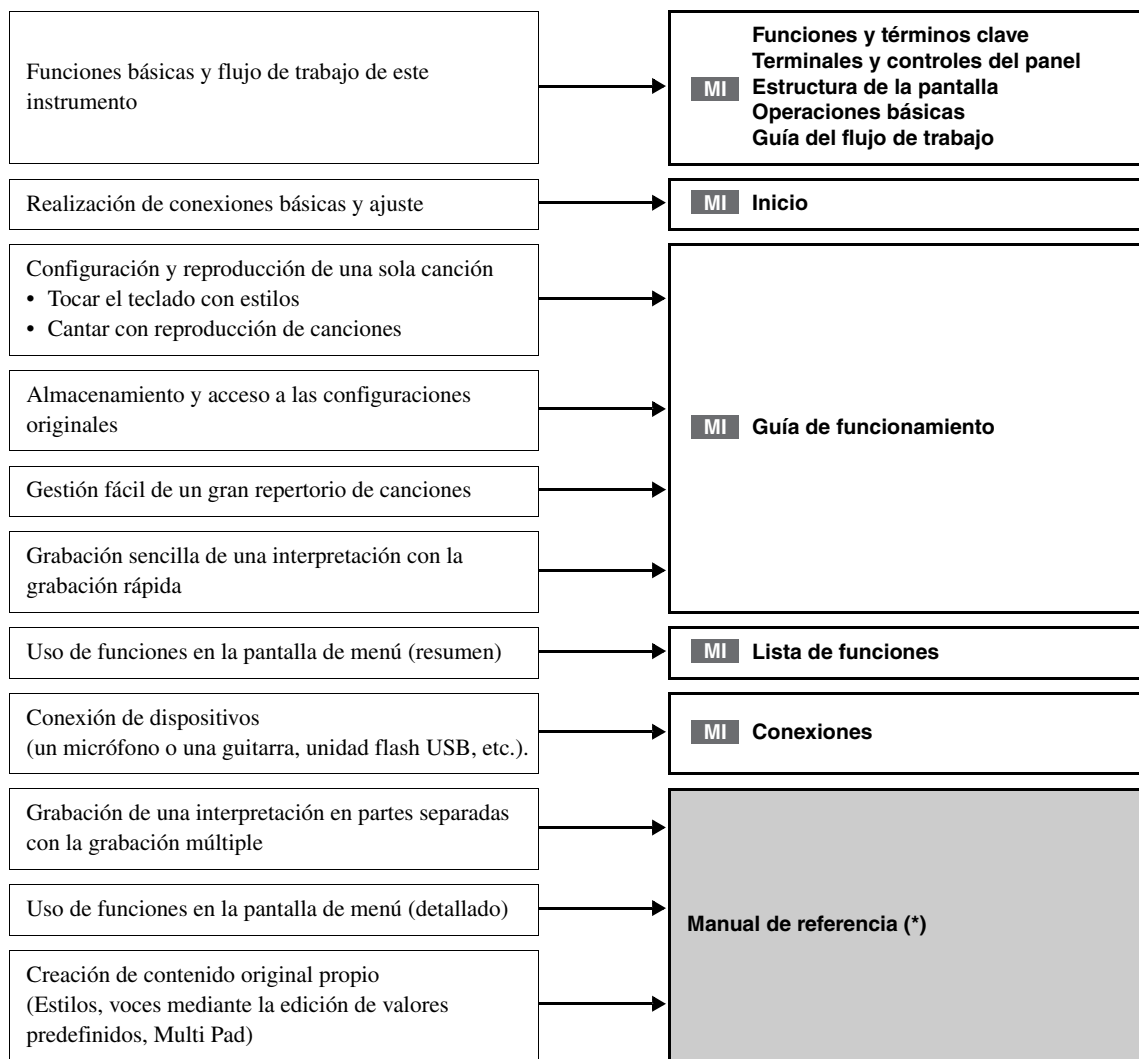 Funciones básicas y flujo de trabajo de este
instrumento
MI
Funciones y términos clave
Terminales y controles del panel
Estructura de la pantalla
Operaciones básicas
Guía del flujo de trabajo
Realización de conexiones básicas y ajuste
MI Inicio
Configuración y reproducción de una sola canción
• Tocar el teclado con estilos
• Cantar con reproducción de canciones
Almacenamiento y acceso a las configuraciones
originales
Gestión fácil de un gran repertorio de canciones
Grabación sencilla de una interpretación con la
grabación rápida
MI Guía de funcionamiento
Uso de funciones en la pantalla de menú (resumen)
MI Lista de funciones
Conexión de dispositivos
(un micrófono o una guitarra, unidad flash USB, etc.).
MI Conexiones
Grabación de una interpretación en partes separadas
con la grabación múltiple
Uso de funciones en la pantalla de menú (detallado)
Creación de contenido original propio
(Estilos, voces mediante la edición de valores
predefinidos, Multi Pad)
Manual de referencia (*)